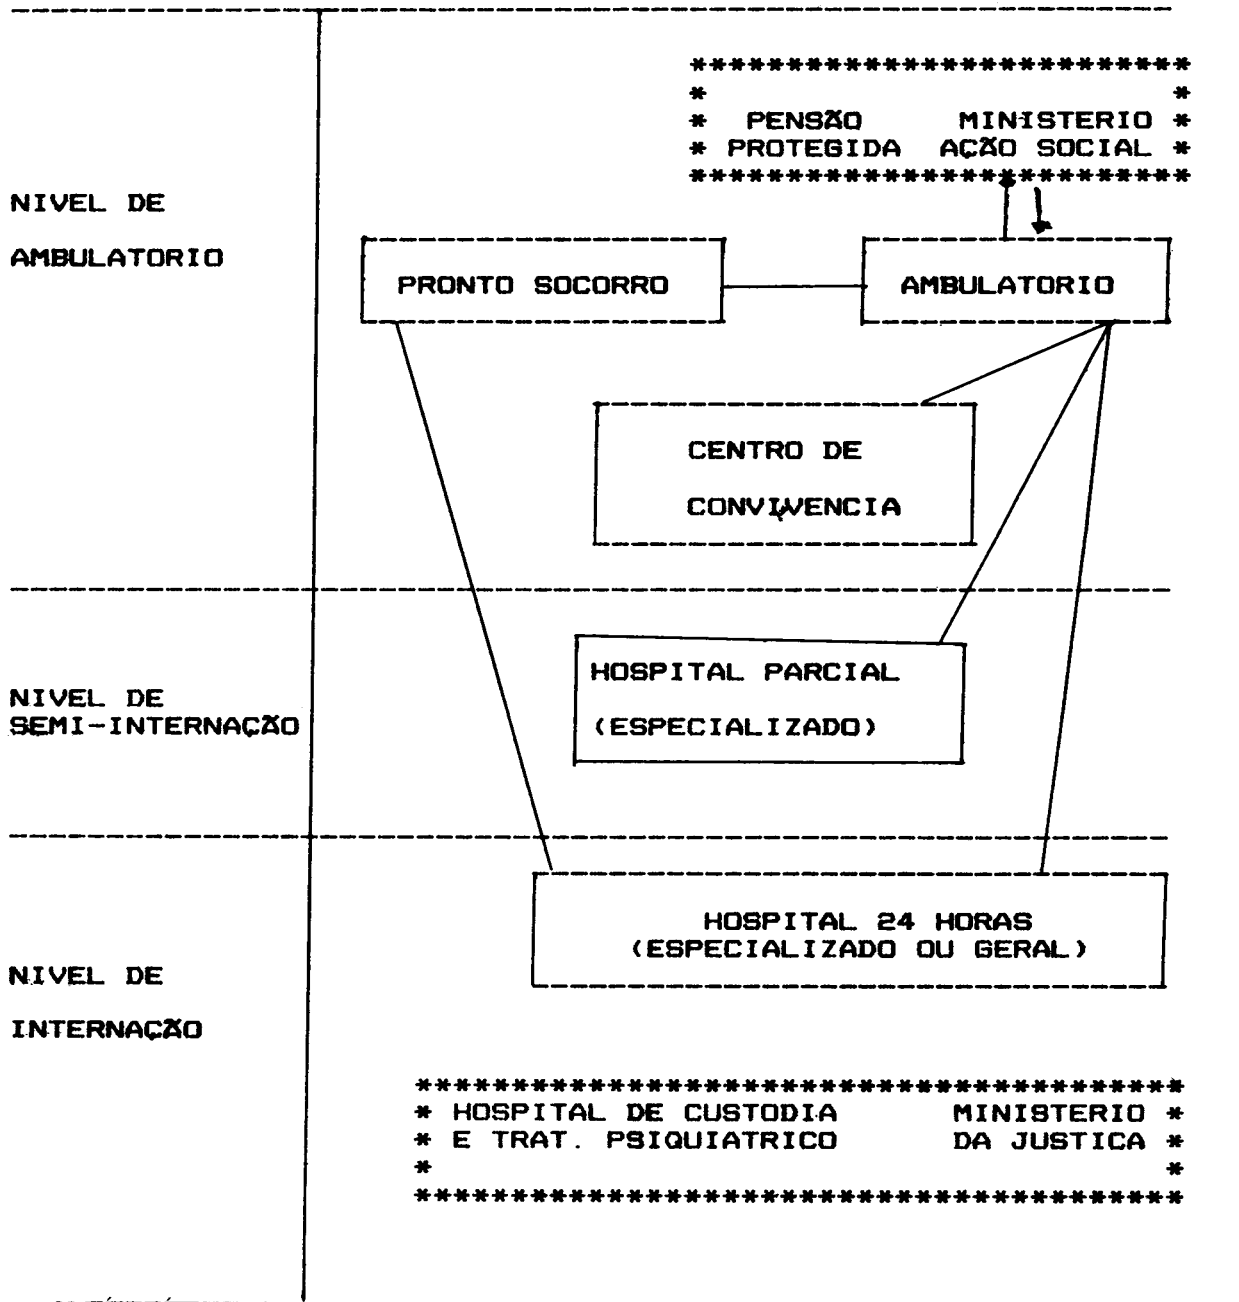 PENSÃO MINISTERIO
PROTEGIDA AÇÃO SOCIAL
NIVEL DE
AMBULATORIO
PRONTO SOCORRO
AMBULATORIO
CENTRO DE
CONVIVENCIA
NIVEL DE
SEMI-INTERNAÇÃO
HOSPITAL PARCIAL
(ESPECIALIZADO)
NIVEL DE
INTERNAÇÃO
HOSPITAL 24 HORAS
(ESPECIALIZADO OU GERAL)
HOSPITAL DE CUSTODIA MINISTERIO
E TRAT. PSIQUIATRICO DA JUSTICA